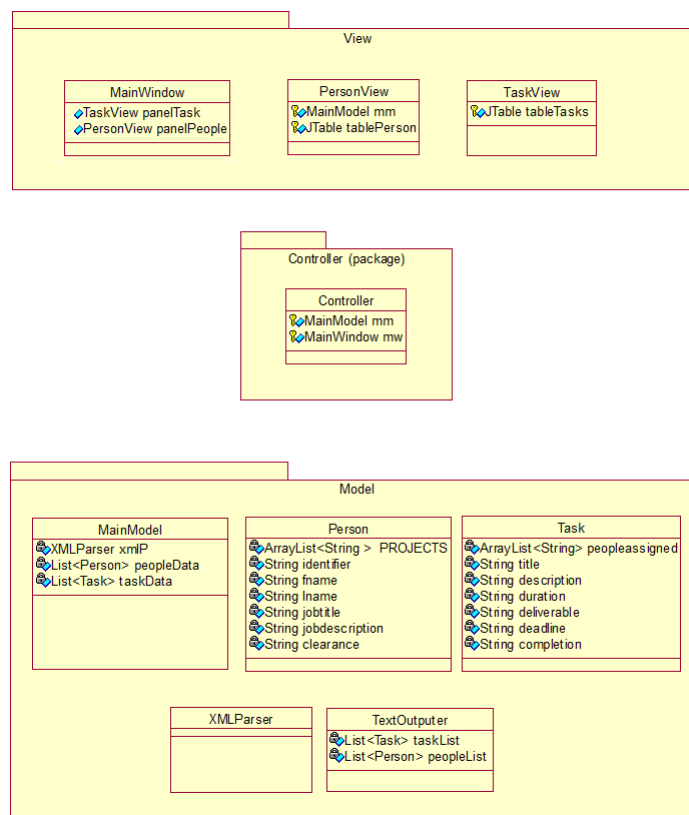 View
MainWindow
TaskView panelTask
PersonView panelPeople
PersonView
MainModel mm
JTable tablePerson
TaskView
JTable tableTasks
Controller (package)
Controller
MainModel mm
MainWindow mw
Model
MainModel
XMLParser xmlP
List<Person> peopleData
List<Task> taskData
Person
ArrayList<String > PROJECTS
String identifier
String fname
String lname
String jobtitle
String jobdescription
String clearance
Task
ArrayList<String> peopleassigned
String title
String description
String duration
String deliverable
String deadline
String completion
XMLParser
TextOutputer
List<Task> taskList
List<Person> peopleList